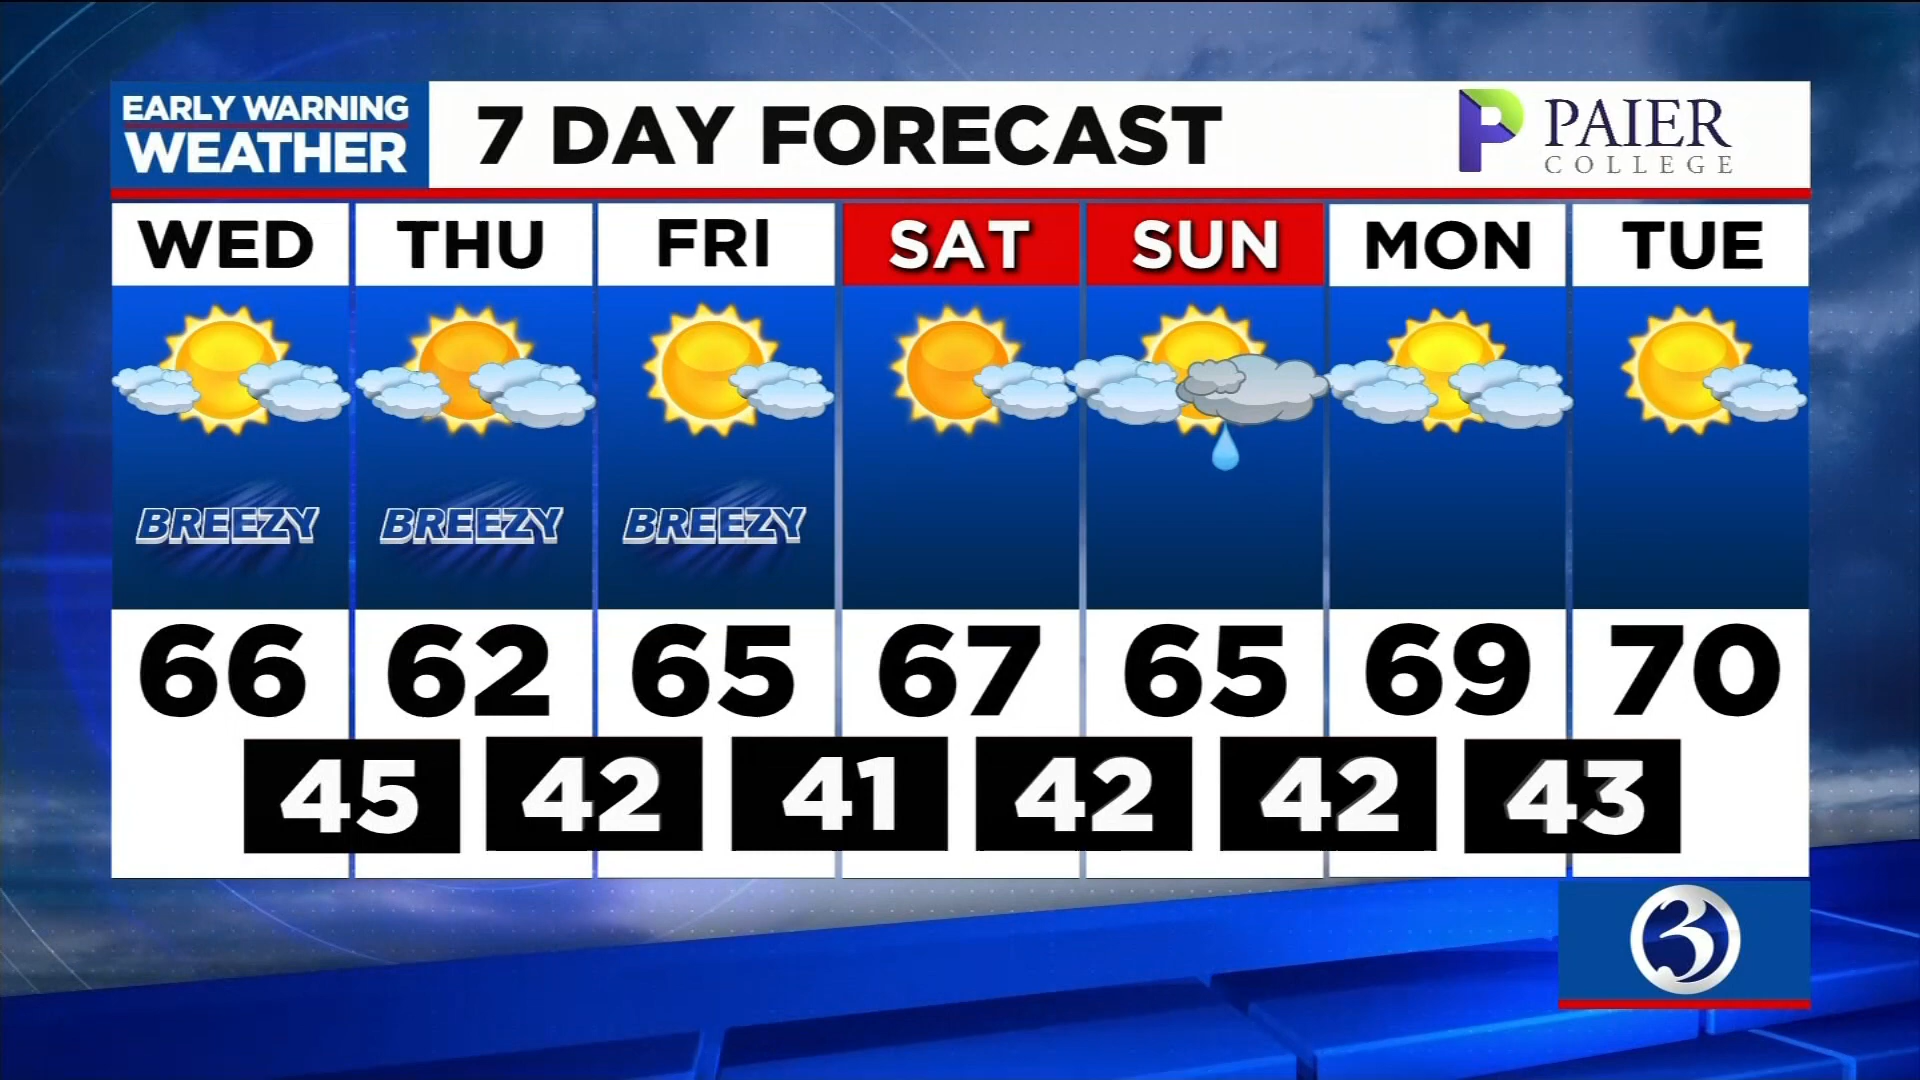 EARLY WARNING
WEATHER
7 DAY FORECAST
PAIER
COLLEGE
WED THU FRI SAT SUN MON TUE
BREEZY BREEZY BREEZY
66 62 65 67 65 69 70
45 42 41 42 42 43
3